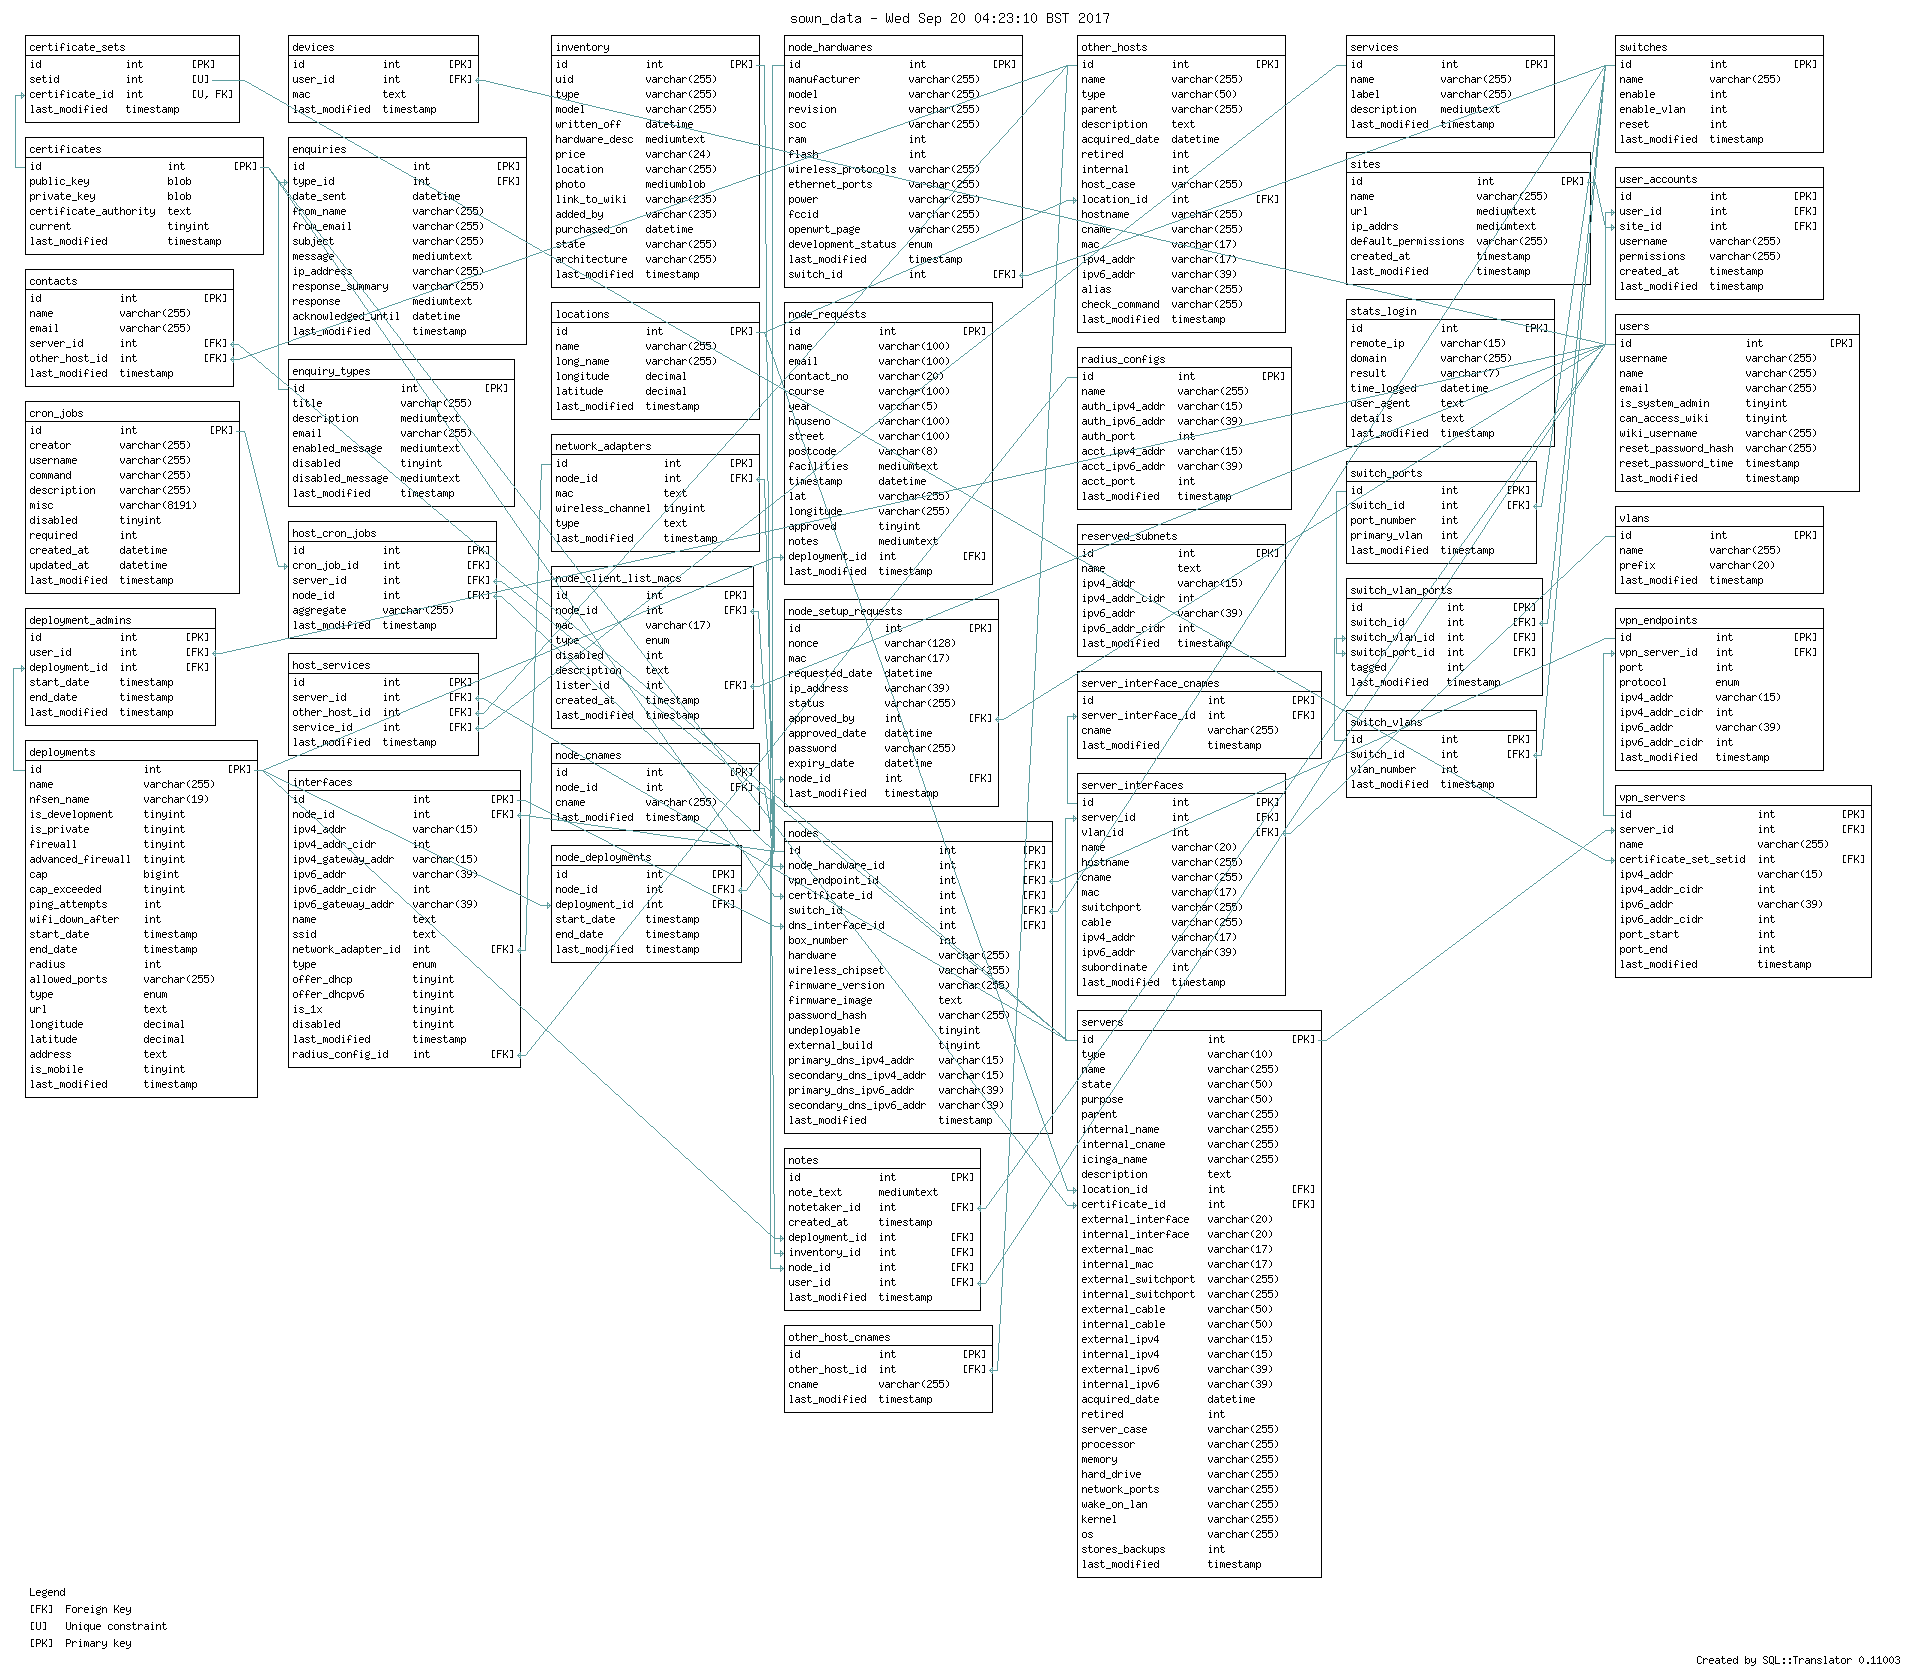 sown_data - Wed Sep 20 04:23:10 BST 2017
certificate_sets
id int [PK]
setid int [U]
certificate_id int [U, FK]
last_modified timestamp
certificates
id int [PK]
public_key blob
private_key blob
certificate_authority text
current tinyint
last_modified timestamp
contacts
id int [PK]
name varchar(255)
email varchar(255)
server_id int [FK]
other_host_id int [FK]
last_modified timestamp
cron_jobs
id int [PK]
creator varchar(255)
username varchar(255)
command varchar(255)
description varchar(255)
misc varchar(8191)
disabled tinyint
required int
created_at datetime
updated_at datetime
last_modified timestamp
deployment_admins
id int [PK]
user_id int [FK]
deployment_id int [FK]
start_date timestamp
end_date timestamp
last_modified timestamp
deployments
id int [PK]
name varchar(255)
nfsen_name varchar(19)
is_development tinyint
is_private tinyint
firewall tinyint
advanced_firewall tinyint
cap bigint
cap_exceeded tinyint
ping_attempts int
wifi_down_after int
start_date timestamp
end_date timestamp
radius int
allowed_ports varchar(255)
type enum
url text
longitude decimal
latitude decimal
address text
is_mobile tinyint
last_modified timestamp
devices
id int [PK]
user_id int [FK]
mac text
last_modified timestamp
enquiries
id int [PK]
type_id int [FK]
date_sent datetime
from_name varchar(255)
from_email varchar(255)
subject varchar(255)
message mediumtext
ip_address varchar(255)
response_summary varchar(255)
response mediumtext
acknowledged_until datetime
last_modified timestamp
enquiry_types
id int [PK]
title varchar(255)
description mediumtext
email varchar(255)
enabled_message mediumtext
disabled tinyint
disabled_message mediumtext
last_modified timestamp
host_cron_jobs
id int [PK]
cron_job_id int [FK]
server_id int [FK]
node_id int [FK]
aggregate varchar(255)
last_modified timestamp
host_services
id int [PK]
server_id int [FK]
other_host_id int [FK]
service_id int [FK]
last_modified timestamp
interfaces
id int [PK]
node_id int [FK]
ipv4_addr varchar(15)
ipv4_addr_cidr int
ipv4_gateway_addr varchar(15)
ipv6_addr varchar(39)
ipv6_addr_cidr int
ipv6_gateway_addr varchar(39)
name text
ssid text
network_adapter_id int [FK]
type enum
offer_dhcp tinyint
offer_dhcpv6 tinyint
is_1x tinyint
disabled tinyint
last_modified timestamp
radius_config_id int [FK]
inventory
id int [PK]
uid varchar(255)
type varchar(255)
model varchar(255)
written_off datetime
hardware_desc mediumtext
price varchar(24)
location varchar(255)
photo mediumblob
link_to_wiki varchar(235)
added_by varchar(235)
purchased_on datetime
state varchar(255)
architecture varchar(255)
last_modified timestamp
locations
id int [PK]
name varchar(255)
long_name varchar(255)
longitude decimal
latitude decimal
last_modified timestamp
network_adapters
id int [PK]
node_id int [FK]
mac text
wireless_channel tinyint
type text
last_modified timestamp
node_client_list_macs
id int [PK]
node_id int [FK]
mac varchar(17)
type enum
disabled int
description text
lister_id int [FK]
created_at timestamp
last_modified timestamp
node_cnames
id int [PK]
node_id int [FK]
cname varchar(255)
last_modified timestamp
node_deployments
id int [PK]
node_id int [FK]
deployment_id int [FK]
start_date timestamp
end_date timestamp
last_modified timestamp
node_hardwares
id int [PK]
manufacturer varchar(255)
model varchar(255)
revision varchar(255)
soc varchar(255)
ram int
flash int
wireless_protocols varchar(255)
ethernet_ports varchar(255)
power varchar(255)
fccid varchar(255)
openwrt_page varchar(255)
development_status enum
last_modified timestamp
switch_id int [FK]
node_requests
id int [PK]
name varchar(100)
email varchar(100)
contact_no varchar(20)
course varchar(100)
year varchar(5)
houseno varchar(100)
street varchar(100)
postcode varchar(8)
facilities mediumtext
timestamp datetime
lat varchar(255)
longitude varchar(255)
approved tinyint
notes mediumtext
deployment_id int [FK]
last_modified timestamp
node_setup_requests
id int [PK]
nonce varchar(128)
mac varchar(17)
requested_date datetime
ip_address varchar(39)
status varchar(255)
approved_by int [FK]
approved_date datetime
password varchar(255)
expiry_date datetime
node_id int [FK]
last_modified timestamp
nodes
id int [PK]
node_hardware_id int [FK]
vpn_endpoint_id int [FK]
certificate_id int [FK]
switch_id int [FK]
dns_interface_id int [FK]
box_number int
hardware varchar(255)
wireless_chipset varchar(255)
firmware_version varchar(255)
firmware_image text
password_hash varchar(255)
undeployable tinyint
external_build tinyint
primary_dns_ipv4_addr varchar(15)
secondary_dns_ipv4_addr varchar(15)
primary_dns_ipv6_addr varchar(39)
secondary_dns_ipv6_addr varchar(39)
last_modified timestamp
notes
id int [PK]
note_text mediumtext
notetaker_id int [FK]
created_at timestamp
deployment_id int [FK]
inventory_id int [FK]
node_id int [FK]
user_id int [FK]
last_modified timestamp
other_host_cnames
id int [PK]
other_host_id int [FK]
cname varchar(255)
last_modified timestamp
other_hosts
id int [PK]
name varchar(255)
type varchar(50)
parent varchar(255)
description text
acquired_date datetime
retired int
internal int
host_case varchar(255)
location_id int [FK]
hostname varchar(255)
cname varchar(255)
mac varchar(17)
ipv4_addr varchar(17)
ipv6_addr varchar(39)
alias varchar(255)
check_command varchar(255)
last_modified timestamp
radius_configs
id int [PK]
name varchar(255)
auth_ipv4_addr varchar(15)
auth_ipv6_addr varchar(39)
auth_port int
acct_ipv4_addr varchar(15)
acct_ipv6_addr varchar(39)
acct_port int
last_modified timestamp
reserved_subnets
id int [PK]
name text
ipv4_addr varchar(15)
ipv4_addr_cidr int
ipv6_addr varchar(39)
ipv6_addr_cidr int
last_modified timestamp
server_interface_cnames
id int [PK]
server_interface_id int [FK]
cname varchar(255)
last_modified timestamp
server_interfaces
id int [PK]
server_id int [FK]
vlan_id int [FK]
name varchar(20)
hostname varchar(255)
cname varchar(255)
mac varchar(17)
switchport varchar(255)
cable varchar(255)
ipv4_addr varchar(17)
ipv6_addr varchar(39)
subordinate int
last_modified timestamp
servers
id int [PK]
type varchar(10)
name varchar(255)
state varchar(50)
purpose varchar(50)
parent varchar(255)
internal_name varchar(255)
internal_cname varchar(255)
icinga_name varchar(255)
description text
location_id int [FK]
certificate_id int [FK]
external_interface varchar(20)
internal_interface varchar(20)
external_mac varchar(17)
internal_mac varchar(17)
external_switchport varchar(255)
internal_switchport varchar(255)
external_cable varchar(50)
internal_cable varchar(50)
external_ipv4 varchar(15)
internal_ipv4 varchar(15)
external_ipv6 varchar(39)
internal_ipv6 varchar(39)
acquired_date datetime
retired int
server_case varchar(255)
processor varchar(255)
memory varchar(255)
hard_drive varchar(255)
network_ports varchar(255)
wake_on_lan varchar(255)
kernel varchar(255)
os varchar(255)
stores_backups int
last_modified timestamp
services
id int [PK]
name varchar(255)
label varchar(255)
description mediumtext
last_modified timestamp
sites
id int [PK]
name varchar(255)
url mediumtext
ip_addrs mediumtext
default_permissions varchar(255)
created_at timestamp
last_modified timestamp
stats_login
id int [PK]
remote_ip varchar(15)
domain varchar(255)
result varchar(7)
time_logged datetime
user_agent text
details text
last_modified timestamp
switch_ports
id int [PK]
switch_id int [FK]
port_number int
primary_vlan int
last_modified timestamp
switch_vlan_ports
id int [PK]
switch_id int [FK]
switch_vlan_id int [FK]
switch_port_id int [FK]
tagged int
last_modified timestamp
switch_vlans
id int [PK]
switch_id int [FK]
vlan_number int
last_modified timestamp
switches
id int [PK]
name varchar(255)
enable int
enable_vlan int
reset int
last_modified timestamp
user_accounts
id int [PK]
user_id int [FK]
site_id int [FK]
username varchar(255)
permissions varchar(255)
created_at timestamp
last_modified timestamp
users
id int [PK]
username varchar(255)
name varchar(255)
email varchar(255)
is_system_admin tinyint
can_access_wiki tinyint
wiki_username varchar(255)
reset_password_hash varchar(255)
reset_password_time timestamp
last_modified timestamp
vlans
id int [PK]
name varchar(255)
prefix varchar(20)
last_modified timestamp
vpn_endpoints
id int [PK]
vpn_server_id int [FK]
port int
protocol enum
ipv4_addr varchar(15)
ipv4_addr_cidr int
ipv6_addr varchar(39)
ipv6_addr_cidr int
last_modified timestamp
vpn_servers
id int [PK]
server_id int [FK]
name varchar(255)
certificate_set_setid int [FK]
ipv4_addr varchar(15)
ipv4_addr_cidr int
ipv6_addr varchar(39)
ipv6_addr_cidr int
port_start int
port_end int
last_modified timestamp
Legend
[FK] Foreign Key
[U] Unique constraint
[PK] Primary key
Created by SQL::Translator 0.11003